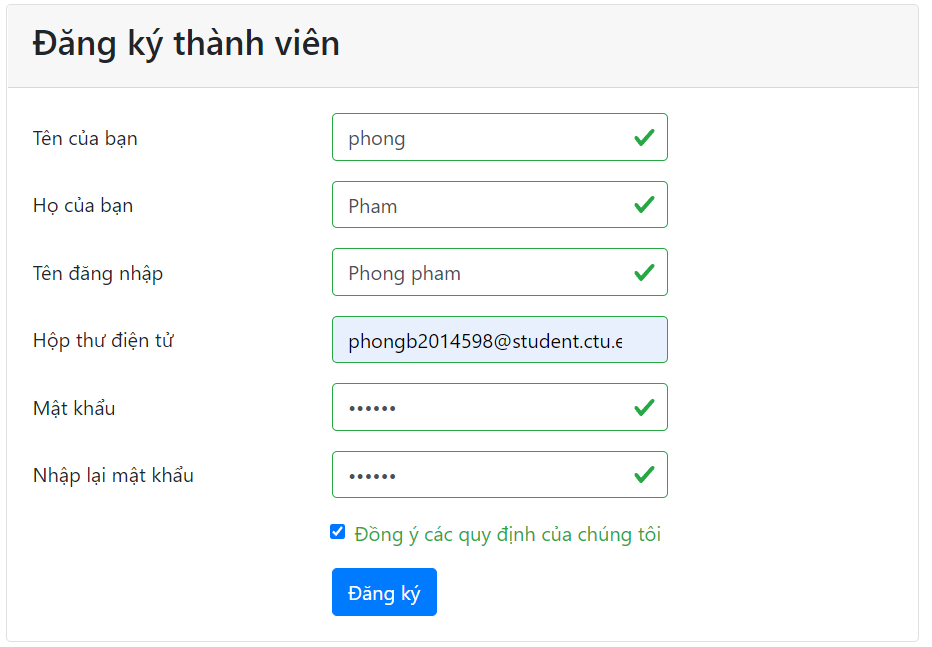 Đăng ký thành viên
Tên của bạn phong
Họ của bạn Pham
Tên đăng nhập Phong pham
Hộp thư điện tử phongb2014598@student.ctu.e
Mật khẩu ••••••
Nhập lại mật khẩu ••••••
Đồng ý các quy định của chúng tôi
Đăng ký